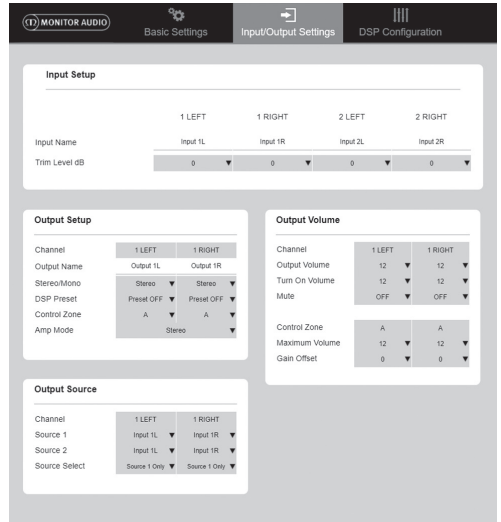 MONITOR AUDIO
Basic Settings
Input/Output Settings
DSP Configuration
Input Setup
1 LEFT 1 RIGHT 2 LEFT 2 RIGHT
Input Name Input 1L Input 1R Input 2L Input 2R
Trim Level dB 0 0 0 0
Output Setup
Channel 1 LEFT 1 RIGHT
Output Name Output 1L Output 1R
Stereo/Mono Stereo Stereo
DSP Preset Preset OFF Preset OFF
Control Zone A A
Amp Mode Stereo
Output Volume
Channel 1 LEFT 1 RIGHT
Output Volume 12 12
Turn On Volume 12 12
Mute OFF OFF
Control Zone A A
Maximum Volume 12 12
Gain Offset 0 0
Output Source
Channel 1 LEFT 1 RIGHT
Source 1 Input 1L Input 1R
Source 2 Input 1L Input 1R
Source Select Source 1 Only Source 1 Only